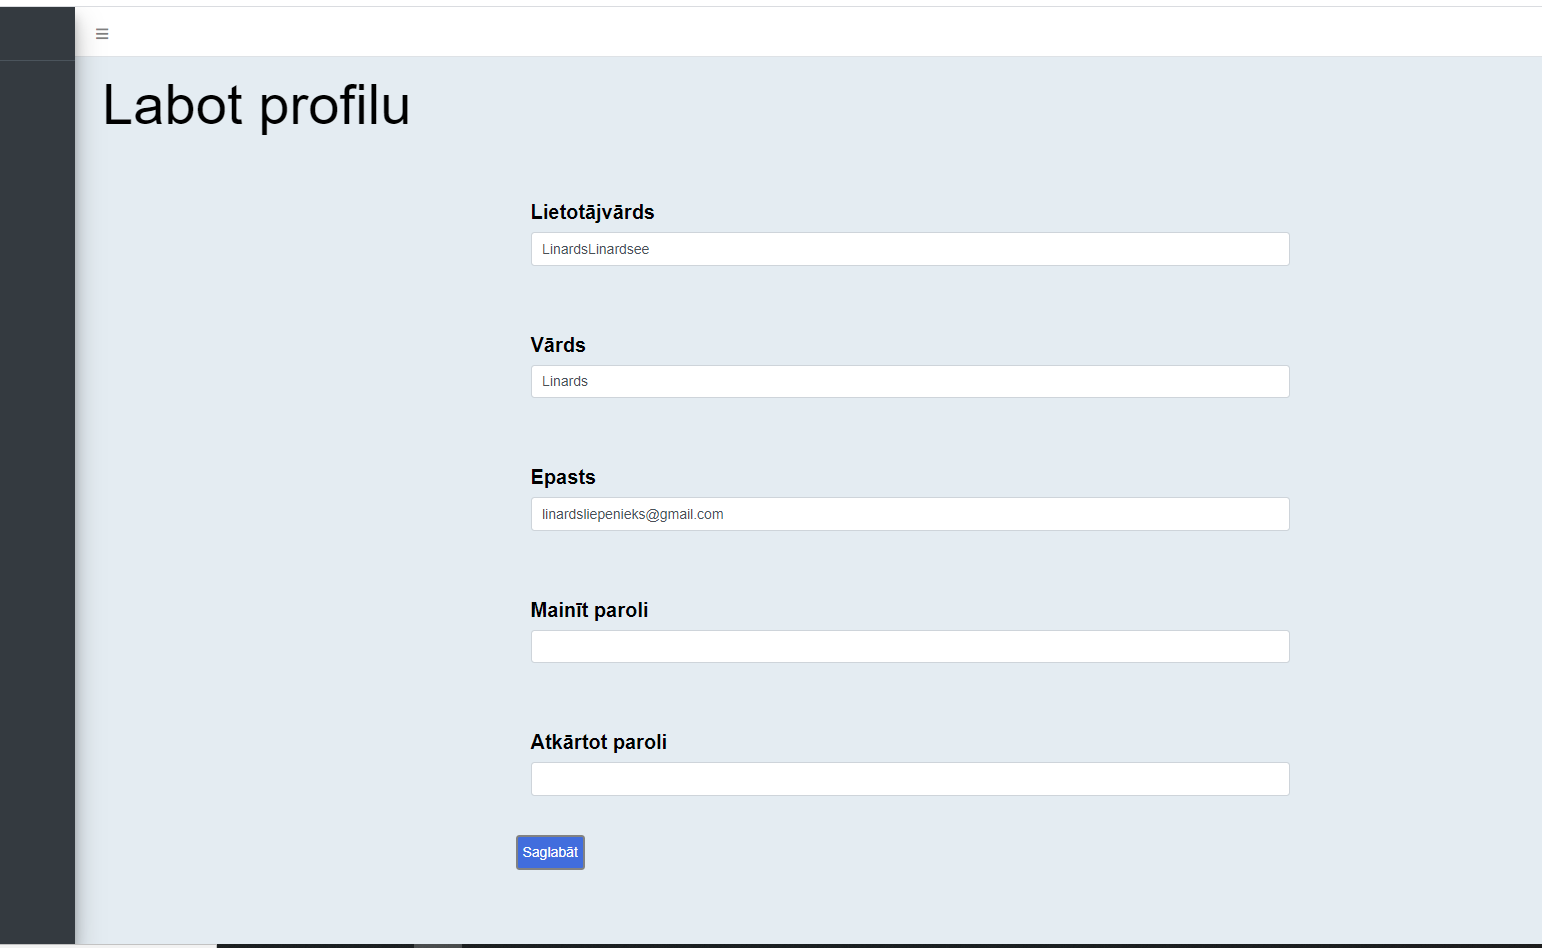 Labot profilu
Lietotājvārds
LinardsLinardsee
Vārds
Linards
Epasts
linardsliepenieks@gmail.com
Mainīt paroli
Atkārtot paroli
Saglabāt